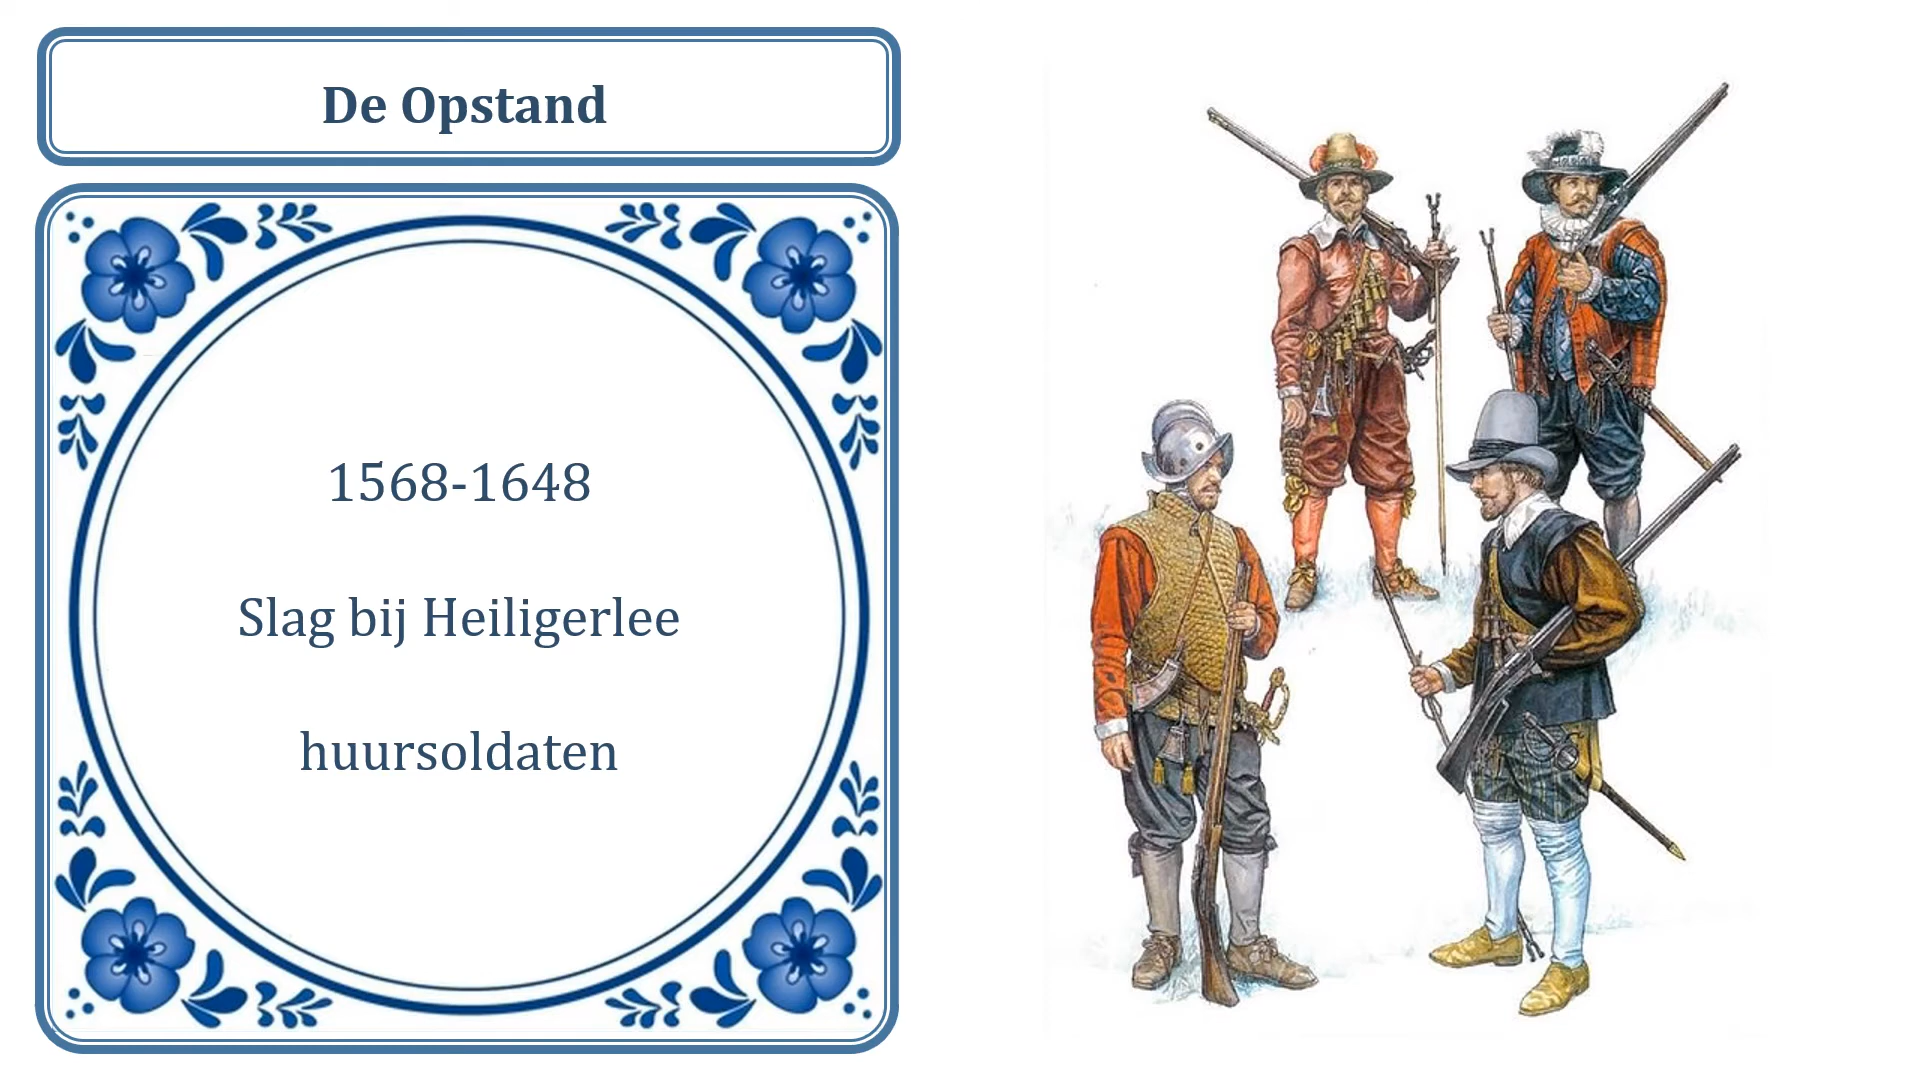 De Opstand
1568-1648
Slag bij Heiligerlee
huursoldaten